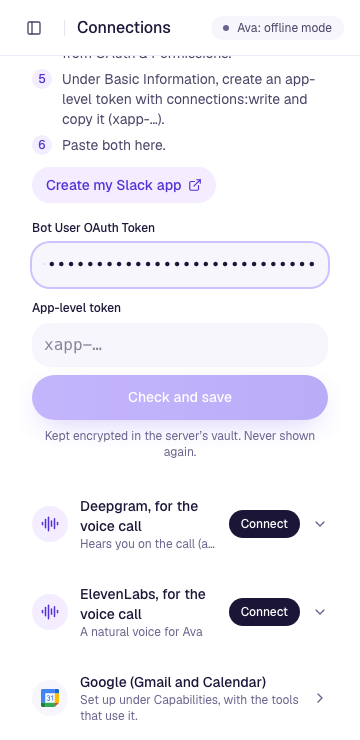 Connections
Ava: offline mode
from OAuth & Permissions.
5 Under Basic Information, create an app-
level token with connections:write and
copy it (xapp-…).
6 Paste both here.
Create my Slack app
Bot User OAuth Token
••••••••••••••••••••••••••••
App-level token
xapp-…
Check and save
Kept encrypted in the server's vault. Never shown
again.
Deepgram, for the
voice call
Hears you on the call (a…
Connect
ElevenLabs, for the
voice call
A natural voice for Ava
Connect
31
Google (Gmail and Calendar)
Set up under Capabilities, with the tools
that use it.